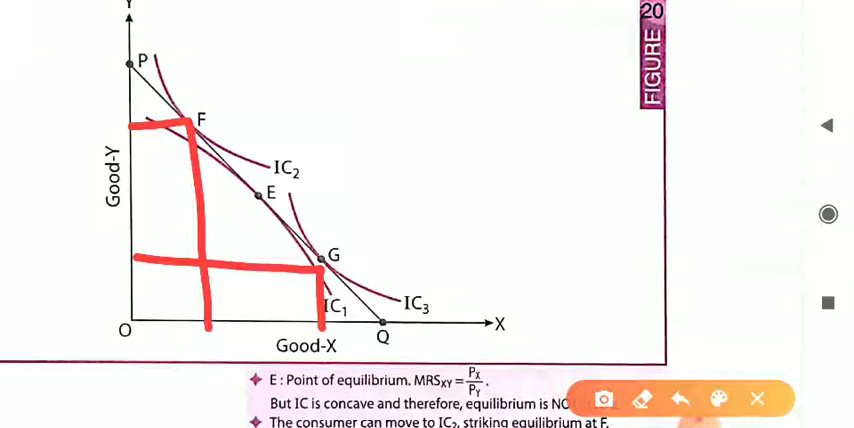 Y
FIGURE 20
P
F
IC₂
E
Good-Y
G
IC₁
IC₃
O
Q
X
Good-X
E : Point of equilibrium. MRSXY = PX/PY.
But IC is concave and therefore, equilibrium is
The consumer can move to IC₂, striking equilibrium at F.